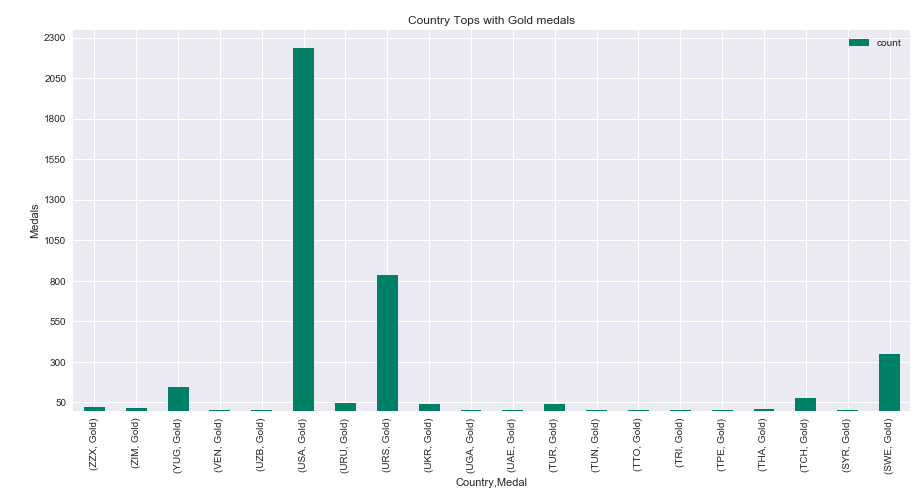 Country Tops with Gold medals
count
2300
2050
1800
1550
1300
1050
800
550
300
50
Medals
(ZZX, Gold)
(ZIM, Gold)
(YUG, Gold)
(VEN, Gold)
(UZB, Gold)
(USA, Gold)
(URU, Gold)
(URS, Gold)
(UKR, Gold)
(UGA, Gold)
(UAE, Gold)
(TUR, Gold)
(TUN, Gold)
(TTO, Gold)
(TRI, Gold)
(TPE, Gold)
(THA, Gold)
(TCH, Gold)
(SYR, Gold)
(SWE, Gold)
Country,Medal